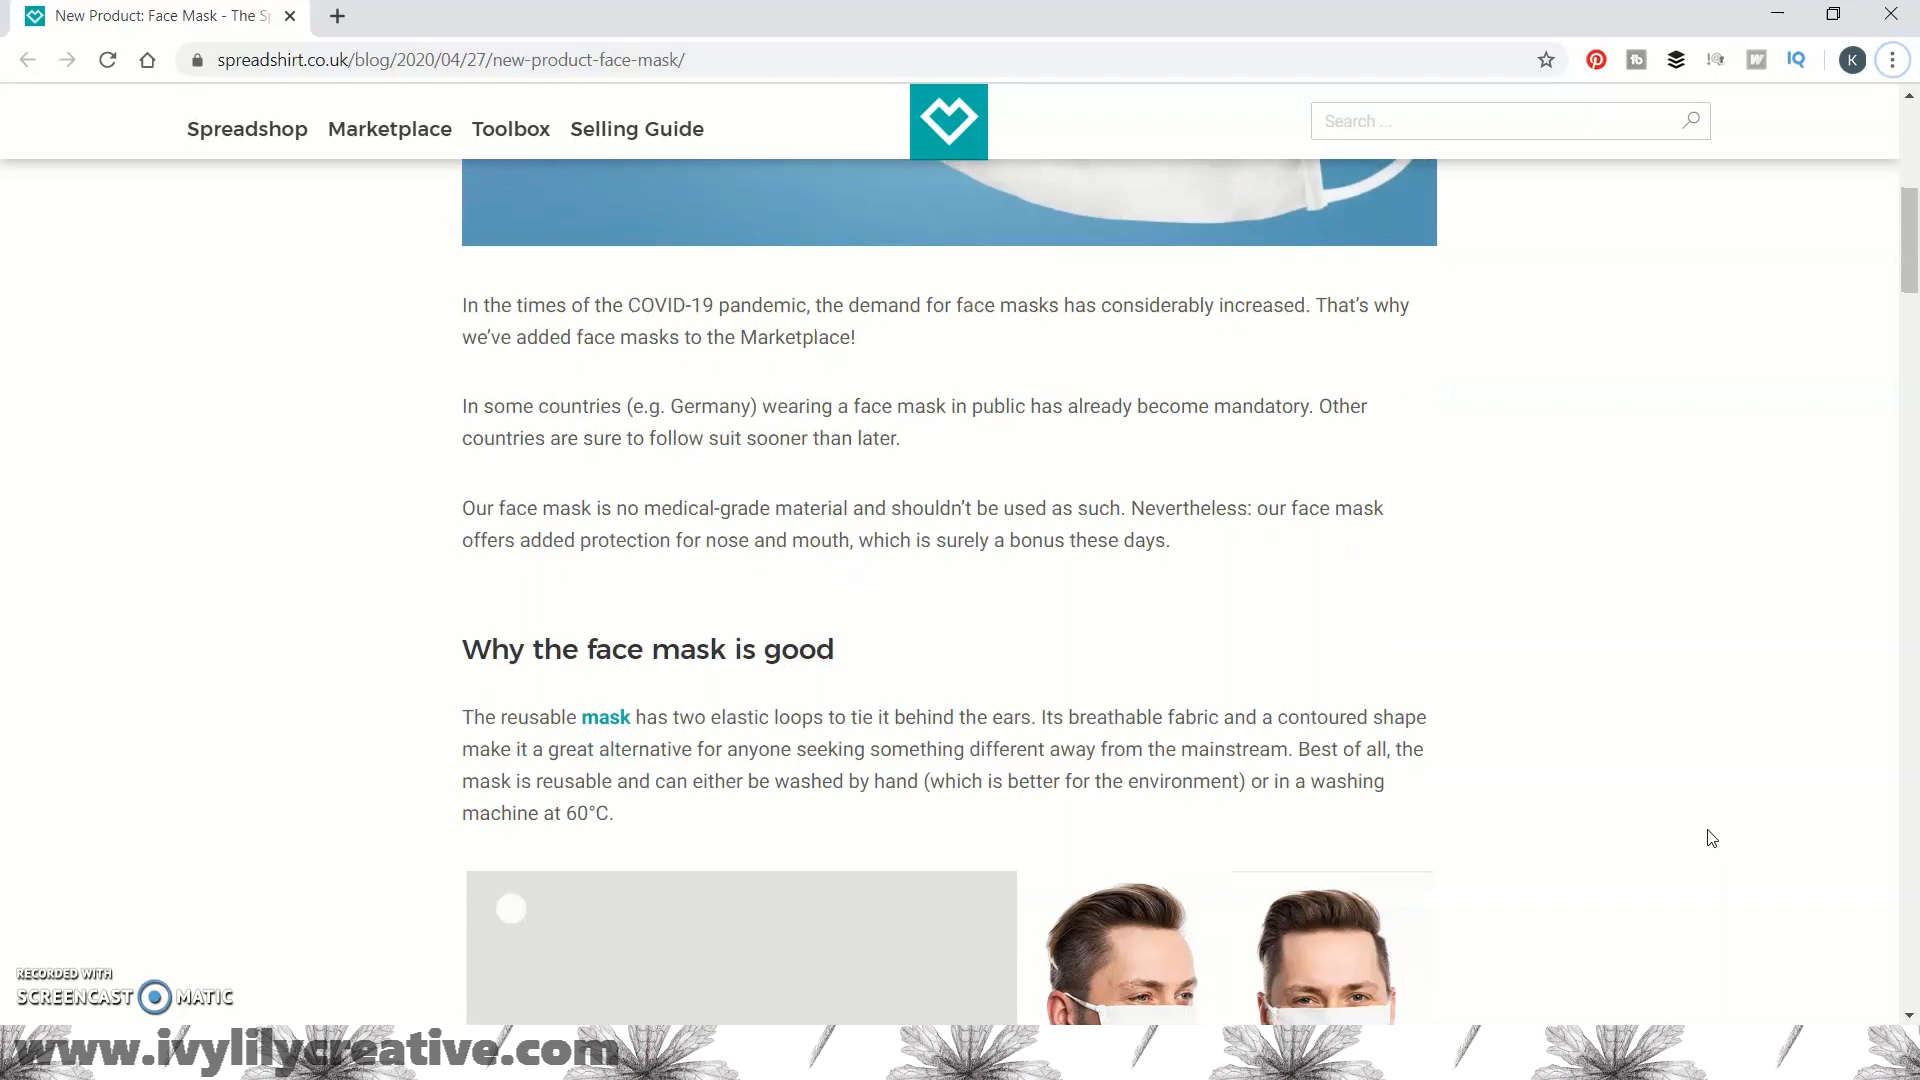 New Product: Face Mask - The Sp
spreadshirt.co.uk/blog/2020/04/27/new-product-face-mask/
K
Spreadshop Marketplace Toolbox Selling Guide
Search ...
In the times of the COVID-19 pandemic, the demand for face masks has considerably increased. That’s why
we’ve added face masks to the Marketplace!
In some countries (e.g. Germany) wearing a face mask in public has already become mandatory. Other
countries are sure to follow suit sooner than later.
Our face mask is no medical-grade material and shouldn’t be used as such. Nevertheless: our face mask
offers added protection for nose and mouth, which is surely a bonus these days.
Why the face mask is good
The reusable mask has two elastic loops to tie it behind the ears. Its breathable fabric and a contoured shape
make it a great alternative for anyone seeking something different away from the mainstream. Best of all, the
mask is reusable and can either be washed by hand (which is better for the environment) or in a washing
machine at 60°C.
RECORDED WITH
SCREENCAST MATIC
www.ivylilycreative.com